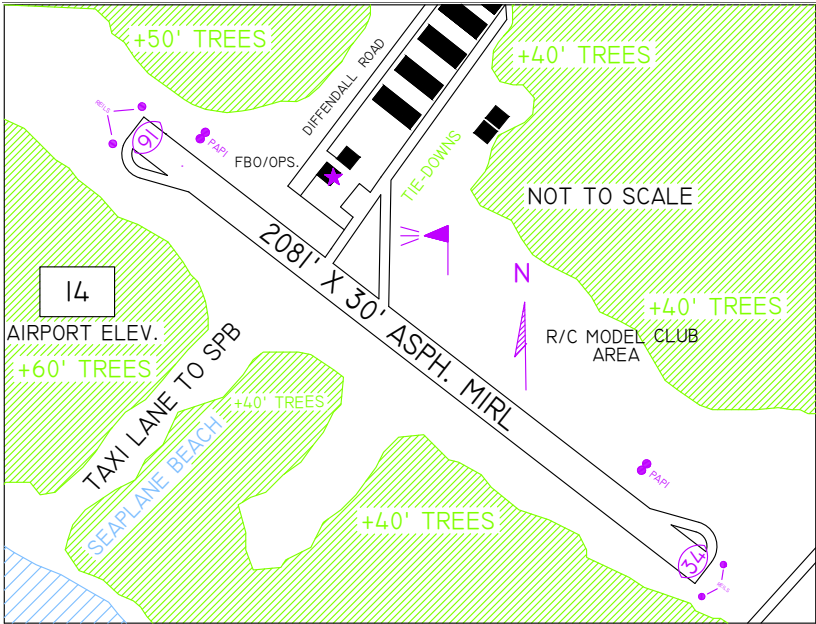 +50' TREES
DIFFENDALL ROAD
+40' TREES
REILS
16
PAPI
FBO/OPS.
TIE-DOWNS
NOT TO SCALE
2081' X 30' ASPH. MIRL
N
14
AIRPORT ELEV.
+60' TREES
+40' TREES
R/C MODEL CLUB
AREA
TAXI LANE TO SPB
+40' TREES
SEAPLANE BEACH
PAPI
+40' TREES
34
REILS